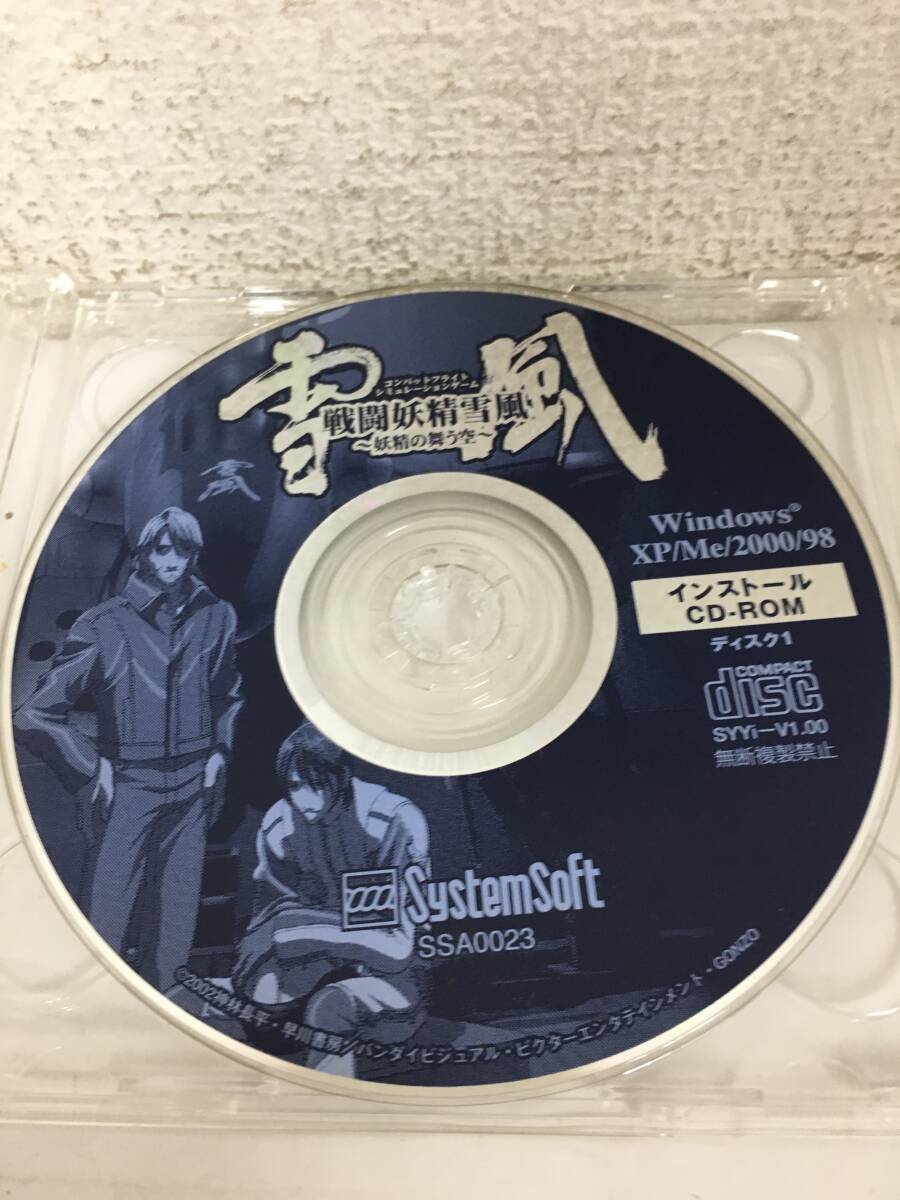 雪風
コンバットフライト
シミュレーションゲーム
戦闘妖精雪風
～妖精の舞う空～
雪風
Windows®
XP/Me/2000/98
インストール
CD-ROM
ディスク1
COMPACT
disc
SYYi-V1.00
無断複製禁止
SystemSoft
SSA0023
©2002神林長平・早川書房／バンダイビジュアル・ビクターエンタテインメント・GONZO